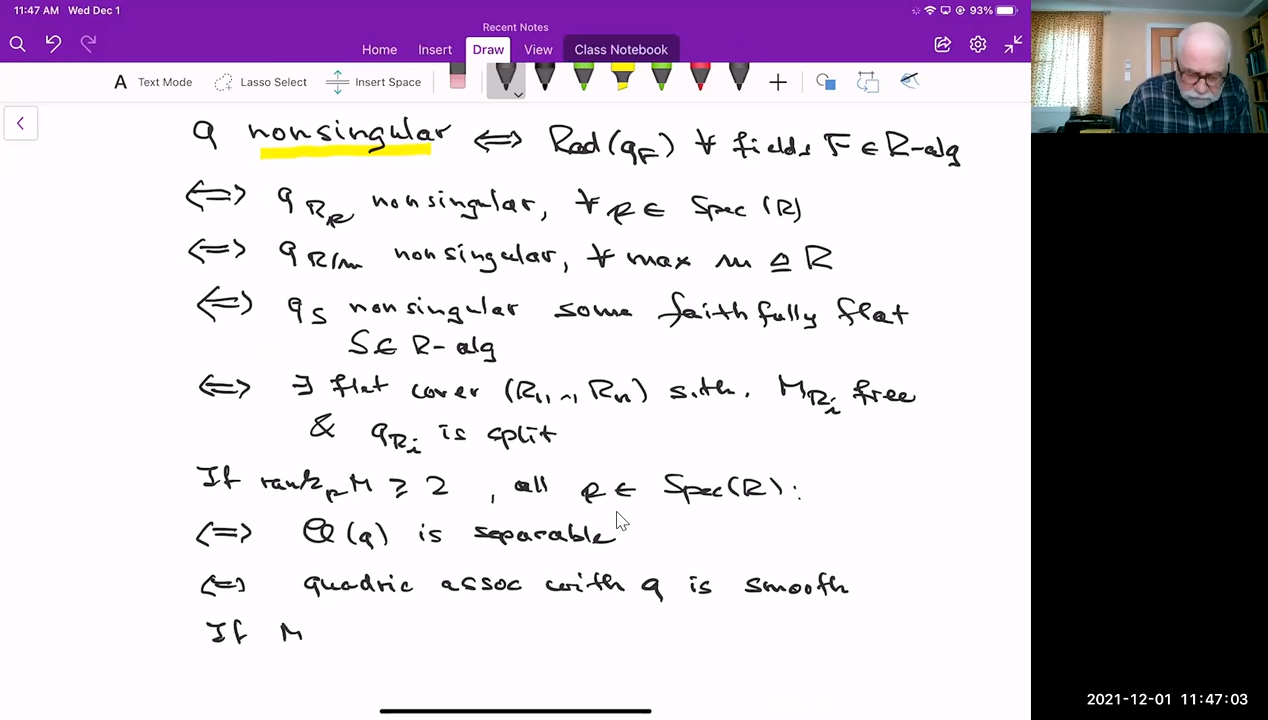 11:47 AM Wed Dec 1
93%
Recent Notes
Home Insert Draw View Class Notebook
Text Mode Lasso Select Insert Space
q nonsingular ⟺ Rad(q_F) ∀ fields F ∈ R-alg
⟺ q_{R_p} nonsingular, ∀ p ∈ Spec(R)
⟺ q_{R/m} nonsingular, ∀ max m ⊴ R
⟺ q_S nonsingular some faithfully flat
S ∈ R-alg
⟺ ∃ flat cover (R_1, ..., R_n) s.th. M_{R_i} free
& q_{R_i} is split
If rank_p M ≥ 2, all p ∈ Spec(R):
⟺ Q(q) is separable
⟺ quadric assoc with q is smooth
If M
2021-12-01 11:47:03